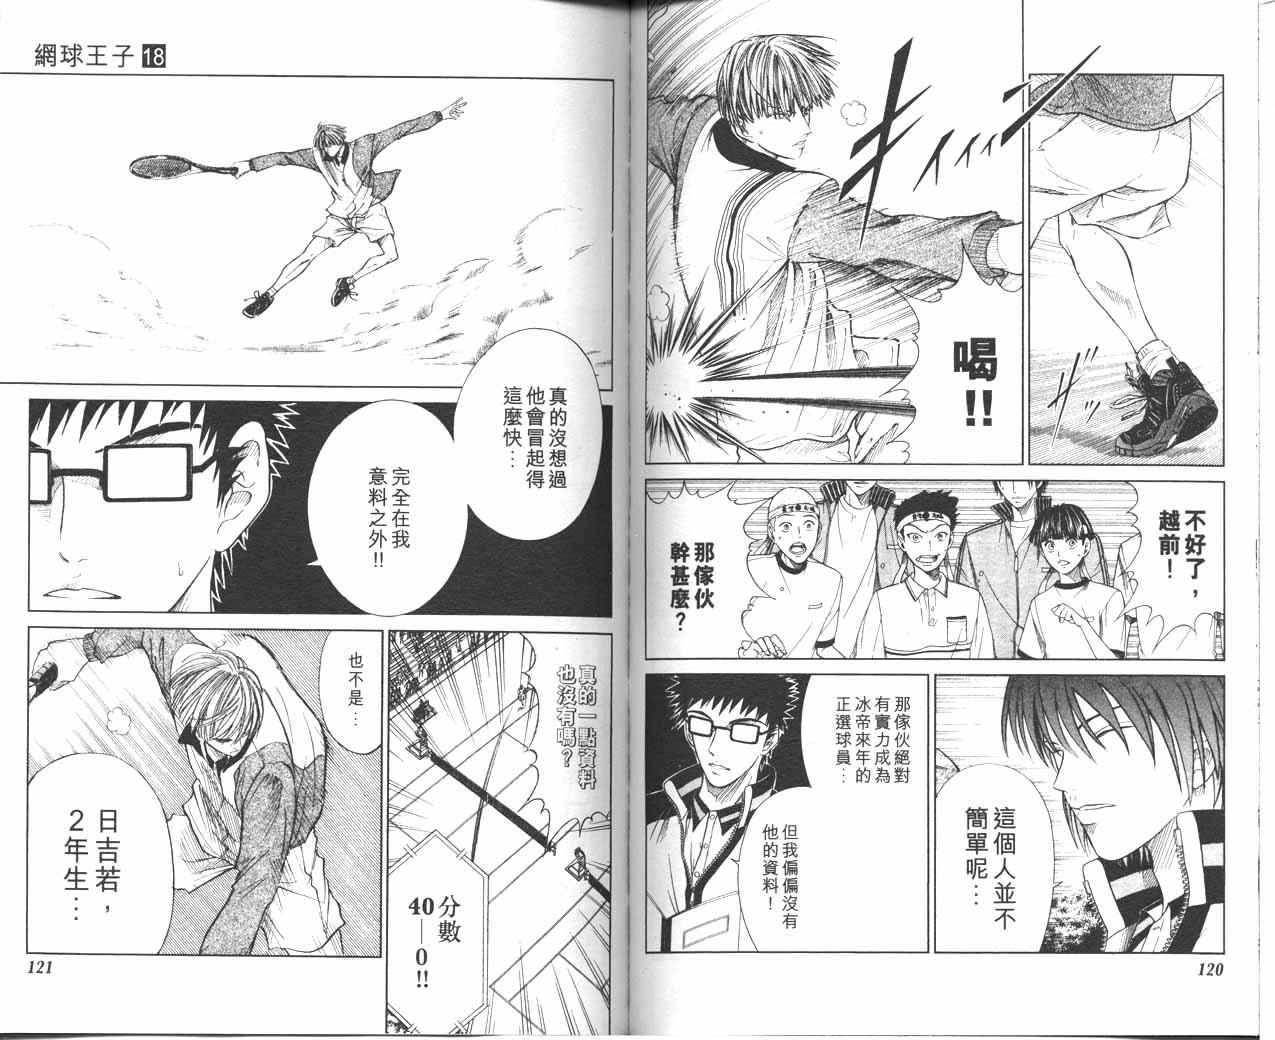 喝!!
不好了，
越前！
那傢伙
幹甚麼？
這個人並不
簡單呢…
那傢伙絕對
有實力成為
冰帝來年的
正選球員…
但我偏偏沒有
他的資料！
120
網球王子 18
真的沒想過
他會冒起得
這麼快…
完全在我
意料之外!!
真的一點資料
也沒有嗎？
分數
40—0!!
也不是…
日吉若，
２年生…
121